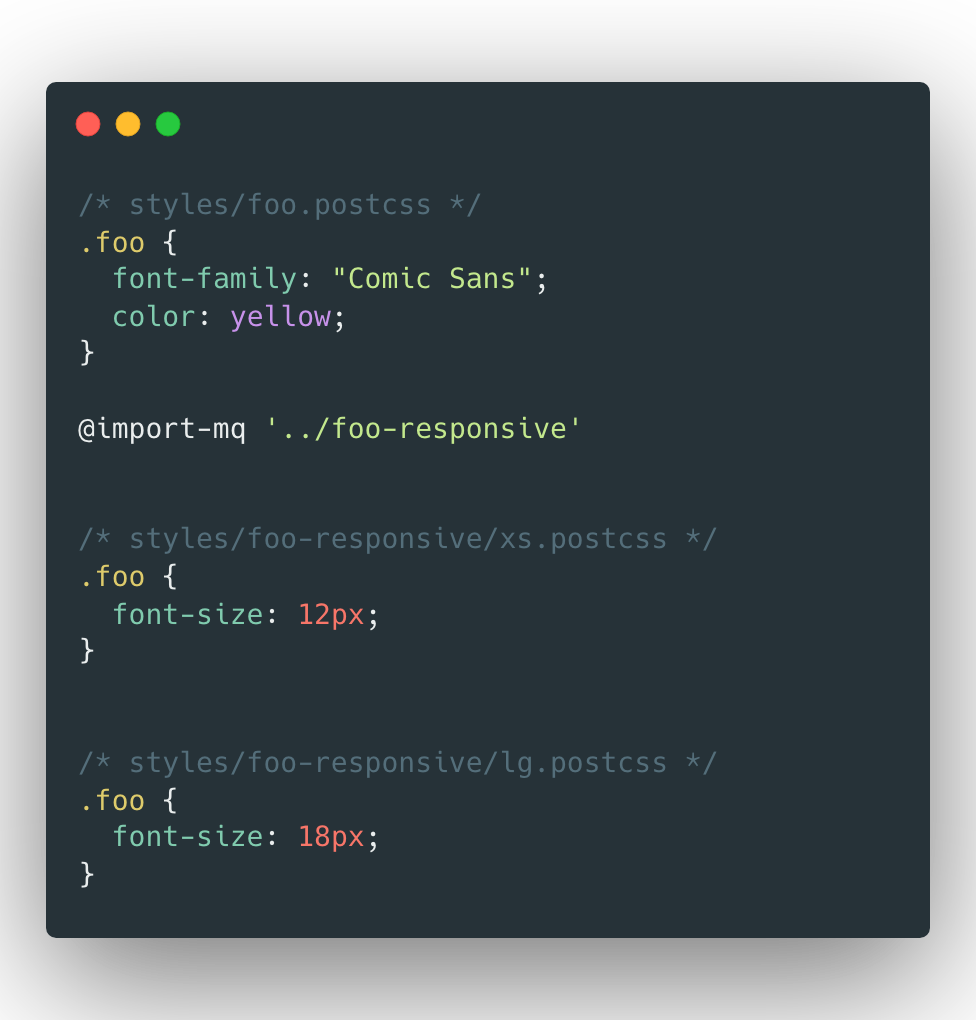 /* styles/foo.postcss */
.foo {
  font-family: "Comic Sans";
  color: yellow;
}
@import-mq '../foo-responsive'
/* styles/foo-responsive/xs.postcss */
.foo {
  font-size: 12px;
}
/* styles/foo-responsive/lg.postcss */
.foo {
  font-size: 18px;
}